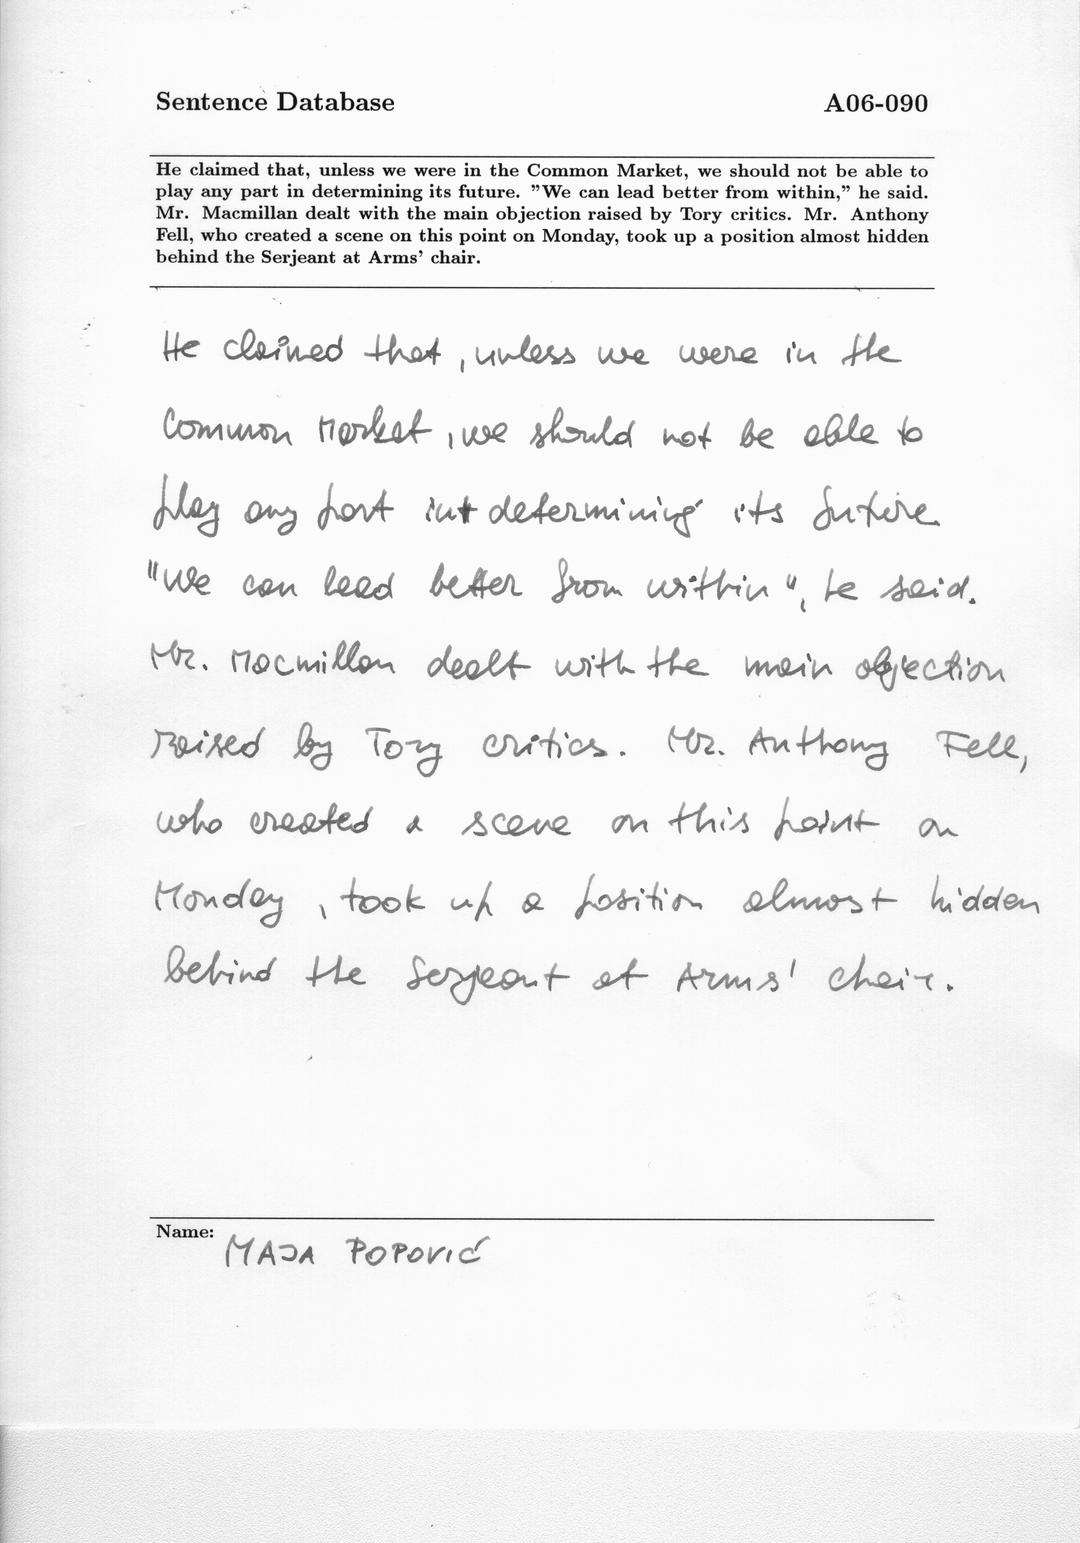 Sentence Database A06-090
He claimed that, unless we were in the Common Market, we should not be able to
play any part in determining its future. ”We can lead better from within,” he said.
Mr. Macmillan dealt with the main objection raised by Tory critics. Mr. Anthony
Fell, who created a scene on this point on Monday, took up a position almost hidden
behind the Serjeant at Arms’ chair.
He claimed that, unless we were in the
Common Market, we should not be able to
play any part int determining its future.
"We can lead better from within", he said.
Mr. Macmillan dealt with the main objection
raised by Tory critics. Mr. Anthony Fell,
who created a scene on this point on
Monday, took up a position almost hidden
behind the Serjeant at Arms' chair.
Name: MAJA POPOVIĆ